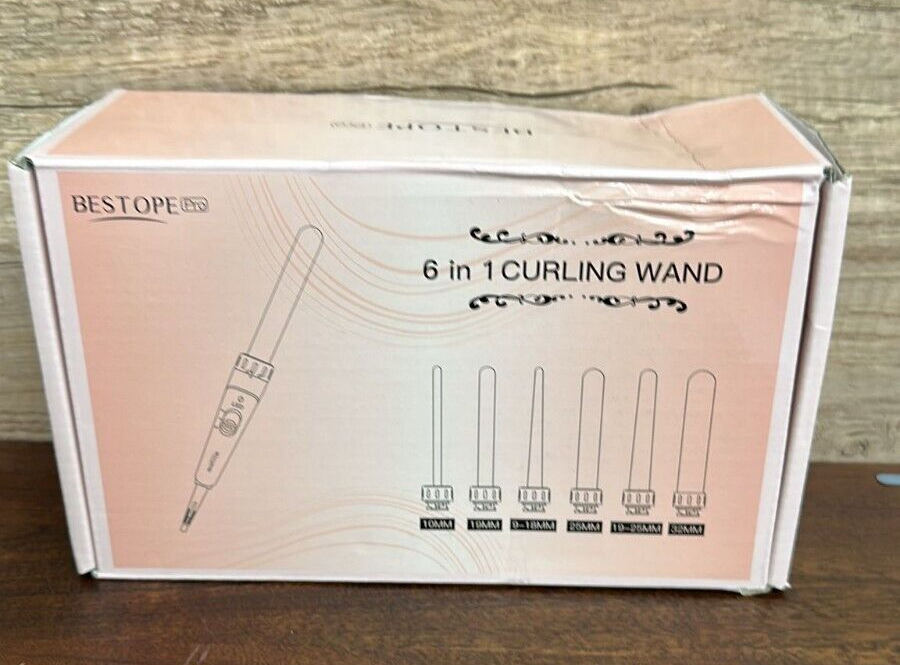 BESTOPE Pro
BESTOPE Pro
6 in 1 CURLING WAND
10MM 19MM 9-18MM 25MM 19-25MM 32MM